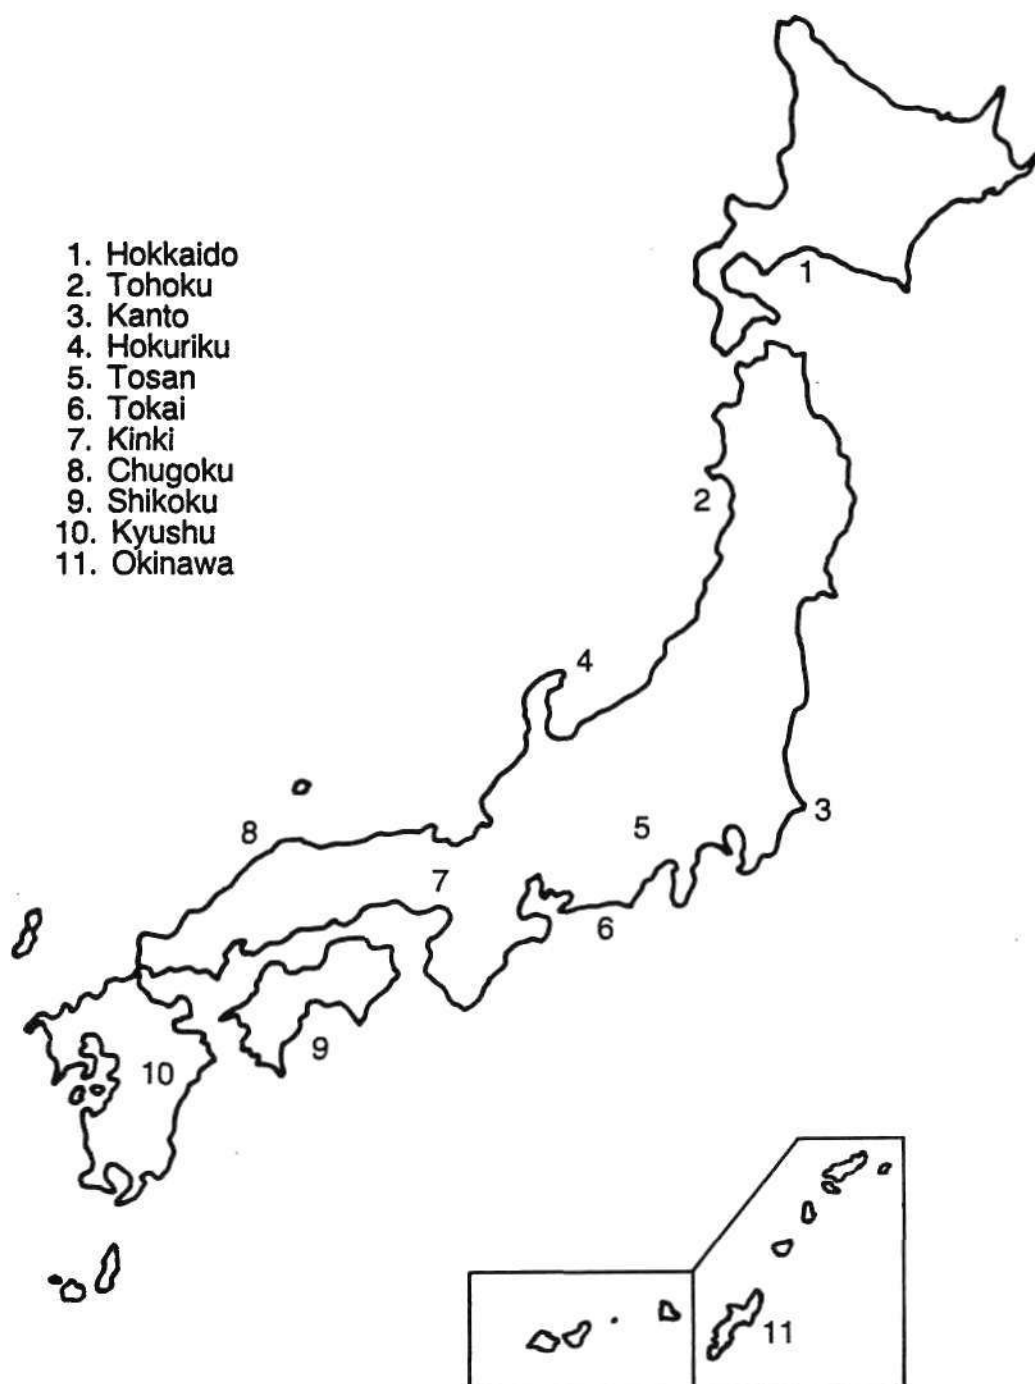 1. Hokkaido
2. Tohoku
3. Kanto
4. Hokuriku
5. Tosan
6. Tokai
7. Kinki
8. Chugoku
9. Shikoku
10. Kyushu
11. Okinawa
1
2
4
3
8
5
7
6
9
10
11